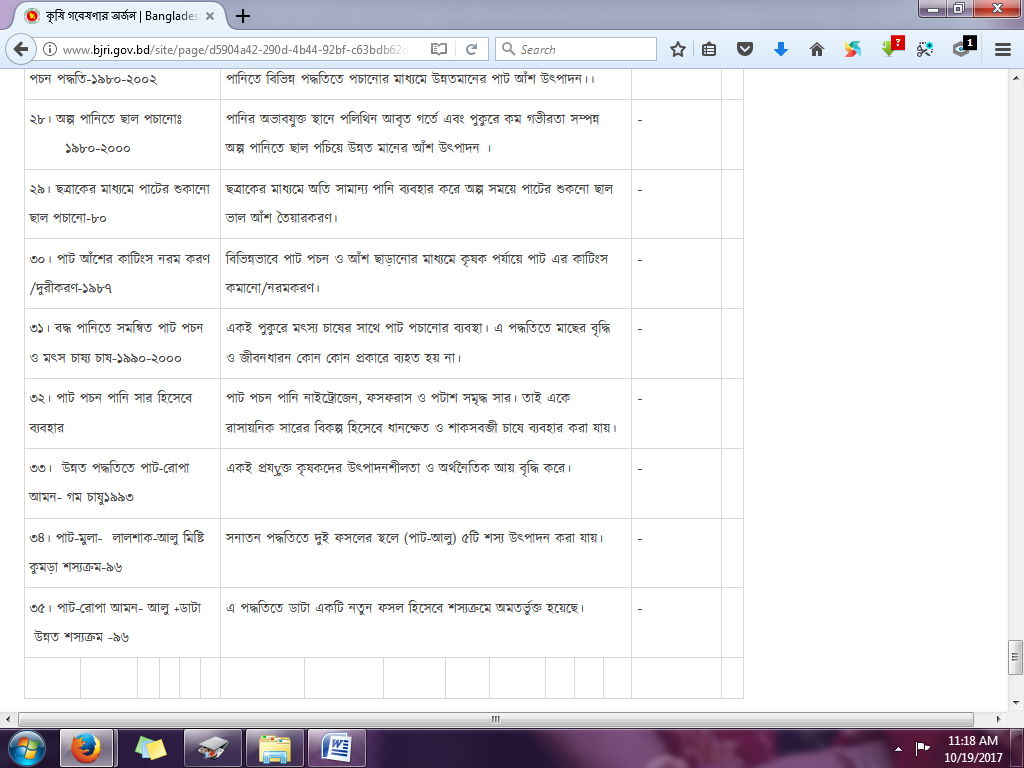 কৃষি গবেষণার অর্জন | Banglades
www.bjri.gov.bd/site/page/d5904a42-290d-4b44-92bf-c63bdb62d
Search
?
1
পচন পদ্ধতি-১৯৮০-২০০২
পানিতে বিভিন্ন পদ্ধতিতে পচানোর মাধ্যমে উন্নতমানের পাট আঁশ উৎপাদন।।
২৮। অল্প পানিতে ছাল পচানোঃ
১৯৮০-২০০০
পানির অভাবযুক্ত স্থানে পলিথিন আবৃত গর্তে এবং পুকুরে কম গভীরতা সম্পন্ন
অল্প পানিতে ছাল পচিয়ে উন্নত মানের আঁশ উৎপাদন ।
-
২৯। ছত্রাকের মাধ্যমে পাটের শুকানো
ছাল পচানো-৮০
ছত্রাকের মাধ্যমে অতি সামান্য পানি ব্যবহার করে অল্প সময়ে পাটের শুকনো ছাল
ভাল আঁশ তৈয়ারকরণ।
-
৩০। পাট আঁশের কাটিংস নরম করণ
/দুরীকরণ-১৯৮৭
বিভিন্নভাবে পাট পচন ও আঁশ ছাড়ানোর মাধ্যমে কৃষক পর্যায়ে পাট এর কাটিংস
কমানো/নরমকরণ।
-
৩১। বদ্ধ পানিতে সমন্বিত পাট পচন
ও মৎস চাষ্য চাষ-১৯৯০-২০০০
একই পুকুরে মৎস্য চাষের সাথে পাট পচানোর ব্যবস্থা। এ পদ্ধতিতে মাছের বৃদ্ধি
ও জীবনধারন কোন কোন প্রকারে ব্যহত হয় না।
-
৩২। পাট পচন পানি সার হিসেবে
ব্যবহার
পাট পচন পানি নাইট্রোজেন, ফসফরাস ও পটাশ সমৃদ্ধ সার। তাই একে
রাসায়নিক সারের বিকল্প হিসেবে ধানক্ষেত ও শাকসবজী চাষে ব্যবহার করা যায়।
-
৩৩। উন্নত পদ্ধতিতে পাট-রোপা
আমন- গম চাষু১৯৯৩
একই প্রযyুক্ত কৃষকদের উৎপাদনশীলতা ও অর্থনৈতিক আয় বৃদ্ধি করে।
-
৩৪। পাট-মুলা- লালশাক-আলু মিষ্টি
কুমড়া শস্যক্রম-৯৬
সনাতন পদ্ধতিতে দুই ফসলের স্থলে (পাট-আলু) ৫টি শস্য উৎপাদন করা যায়।
-
৩৫। পাট-রোপা আমন- আলু +ডাটা
উন্নত শস্যক্রম -৯৬
এ পদ্ধতিতে ডাটা একটি নতুন ফসল হিসেবে শস্যক্রমে অমতর্ভুক্ত হয়েছে।
-
11:18 AM
10/19/2017